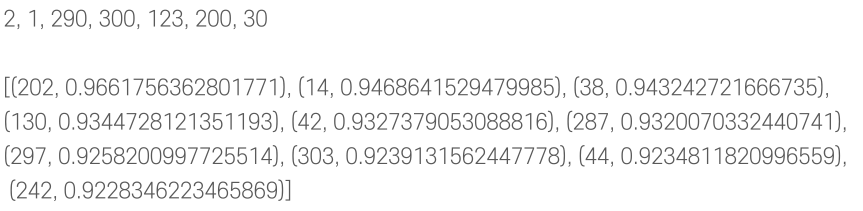 2, 1, 290, 300, 123, 200, 30
[(202, 0.9661756362801771), (14, 0.9468641529479985), (38, 0.943242721666735),
(130, 0.9344728121351193), (42, 0.9327379053088816), (287, 0.9320070332440741),
(297, 0.9258200997725514), (303, 0.9239131562447778), (44, 0.9234811820996559),
(242, 0.9228346223465869)]